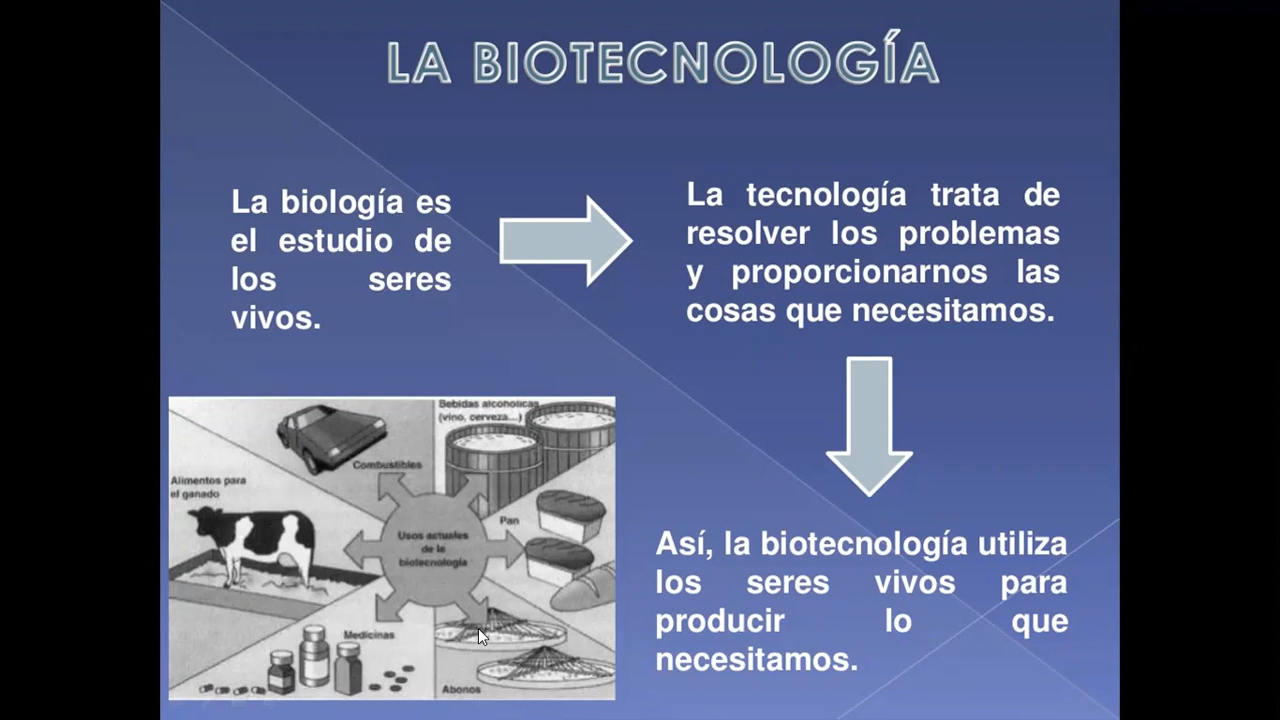 LA BIOTECNOLOGÍA
La biología es
el estudio de
los seres
vivos.
La tecnología trata de
resolver los problemas
y proporcionarnos las
cosas que necesitamos.
Así, la biotecnología utiliza
los seres vivos para
producir lo que
necesitamos.
Bebidas alcohólicas
(vino, cerveza...)
Combustibles
Alimentos para
el ganado
Pan
Usos actuales
de la
biotecnología
Medicinas
Abonos